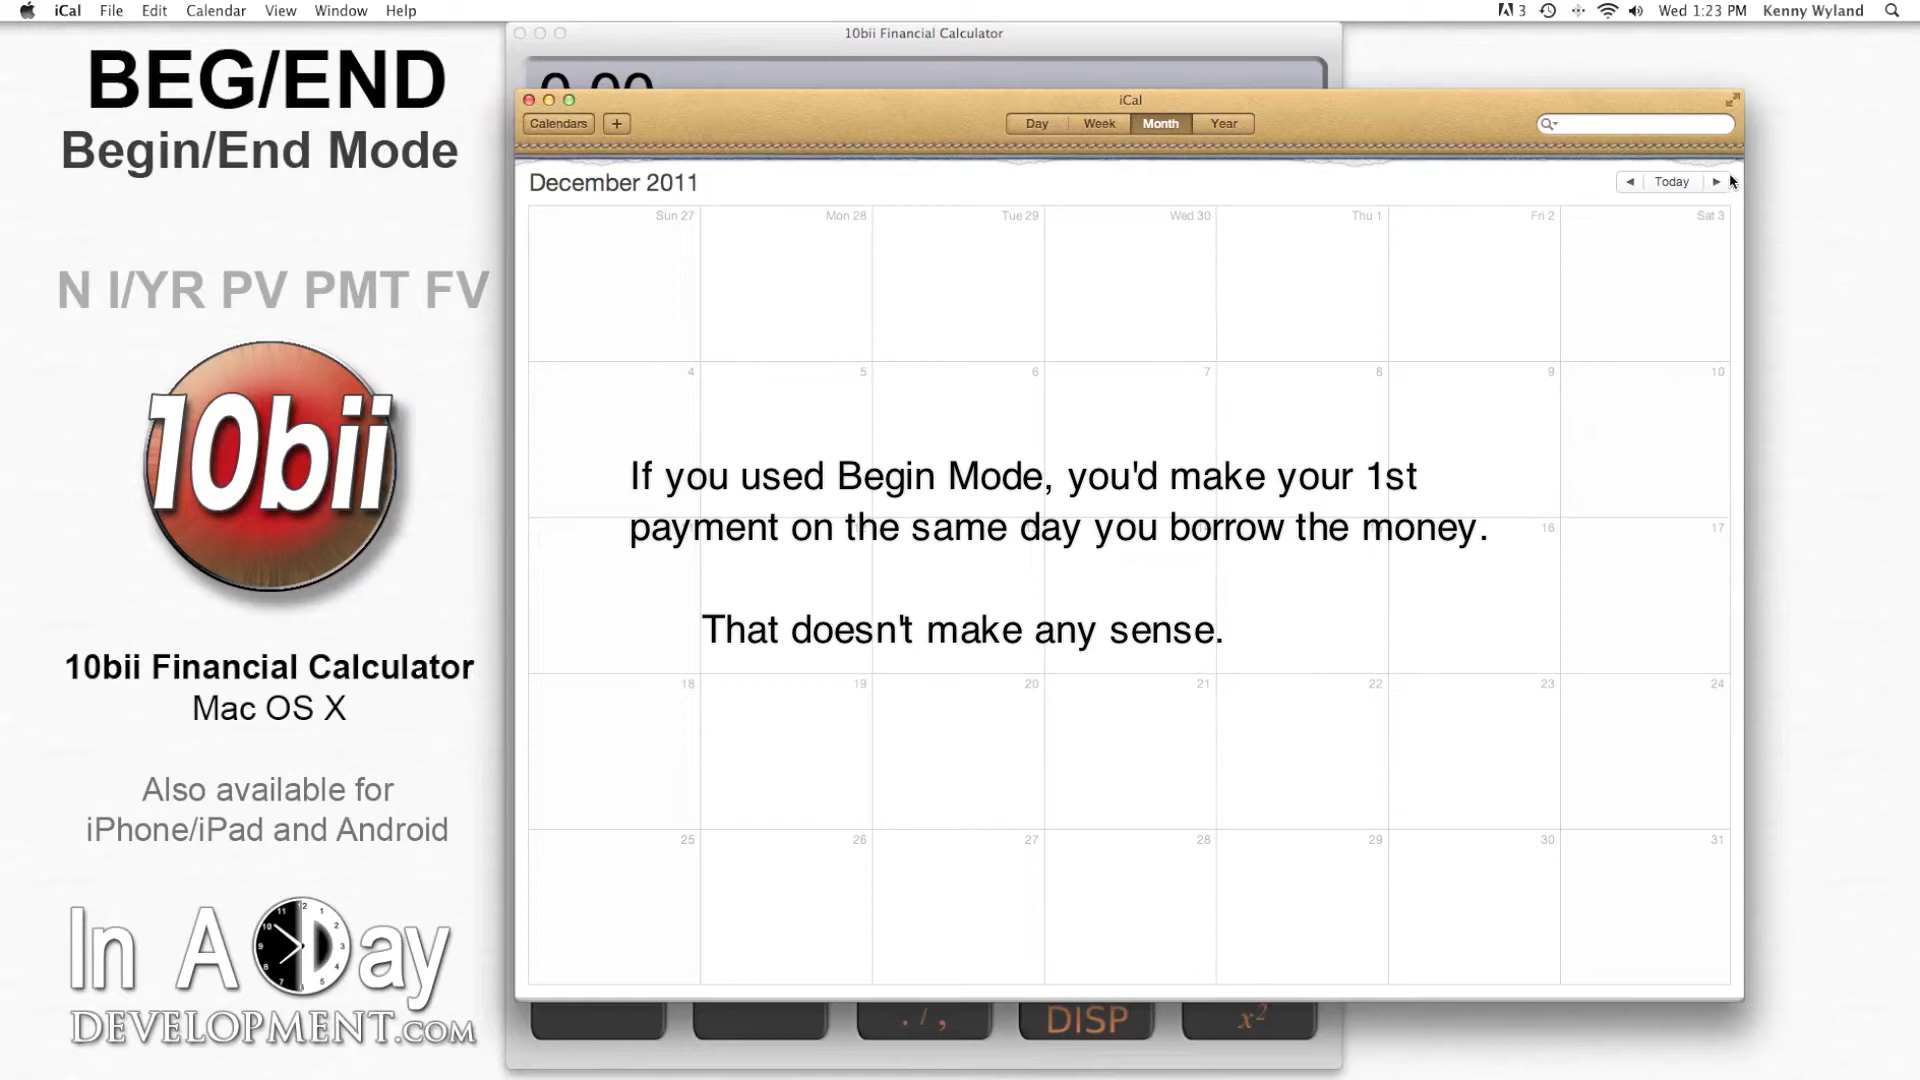 iCal File Edit Calendar View Window Help
3 Wed 1:23 PM Kenny Wyland
BEG/END
Begin/End Mode
N I/YR PV PMT FV
10bii
10bii Financial Calculator
Mac OS X
Also available for
iPhone/iPad and Android
In A Day
DEVELOPMENT.COM
10bii Financial Calculator
0.00
iCal
Calendars + Day Week Month Year
December 2011
Today
Sun 27 Mon 28 Tue 29 Wed 30 Thu 1 Fri 2 Sat 3
4 5 6 7 8 9 10
If you used Begin Mode, you'd make your 1st
payment on the same day you borrow the money.
16 17
That doesn't make any sense.
18 19 20 21 22 23 24
25 26 27 28 29 30 31
. / , DISP x²